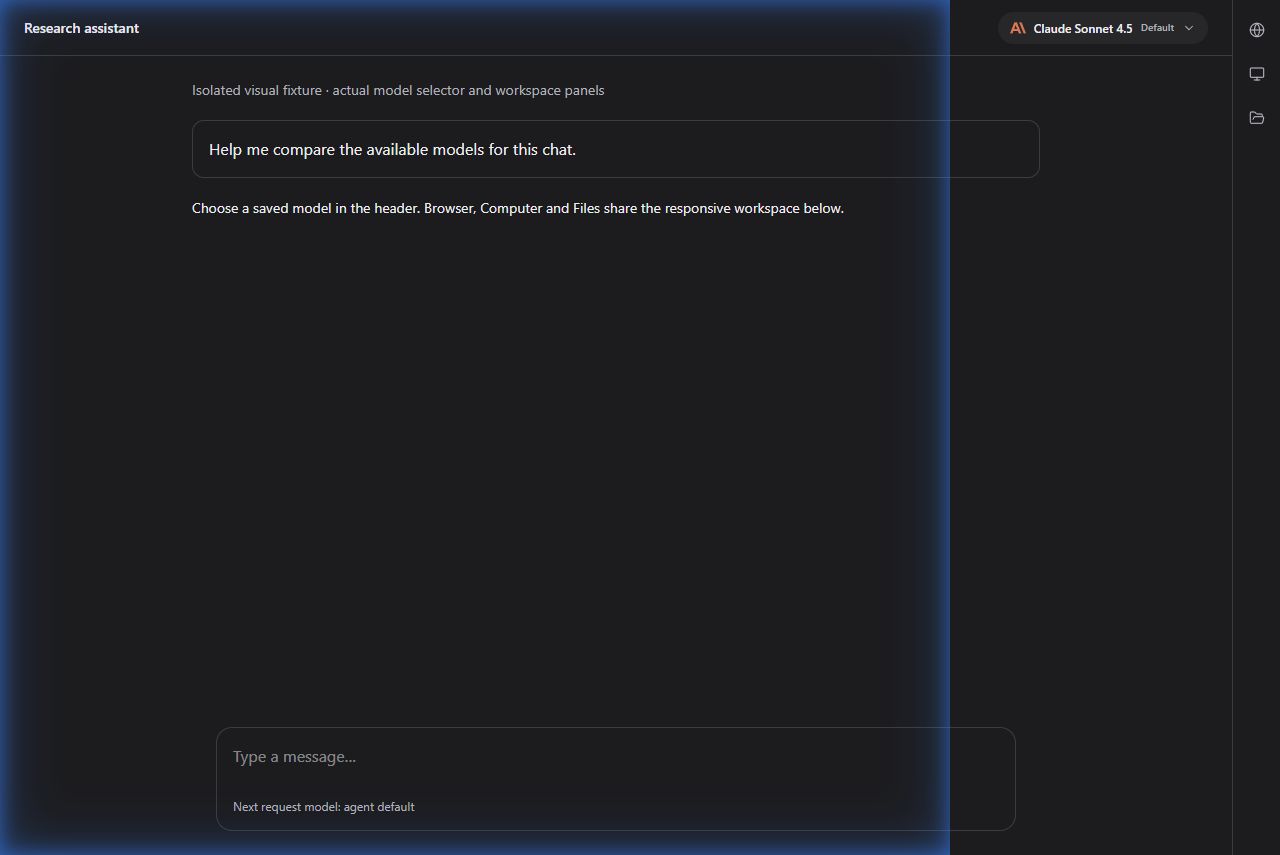 Research assistant
Claude Sonnet 4.5 Default
Isolated visual fixture · actual model selector and workspace panels
Help me compare the available models for this chat.
Choose a saved model in the header. Browser, Computer and Files share the responsive workspace below.
Type a message...
Next request model: agent default